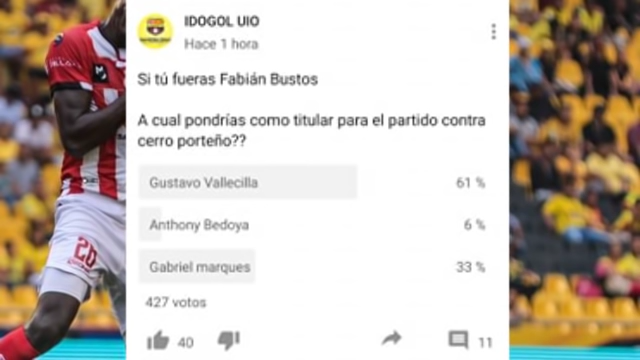 IDOGOL UIO
Hace 1 hora
Si tú fueras Fabián Bustos
A cual pondrías como titular para el partido contra
cerro porteño??
Gustavo Vallecilla 61 %
Anthony Bedoya 6 %
Gabriel marques 33 %
427 votos
40
11
26